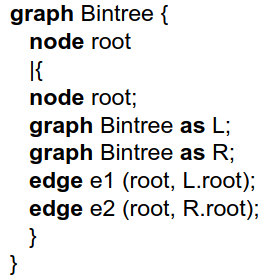 graph Bintree {
node root
|{
node root;
graph Bintree as L;
graph Bintree as R;
edge e1 (root, L.root);
edge e2 (root, R.root);
}
}